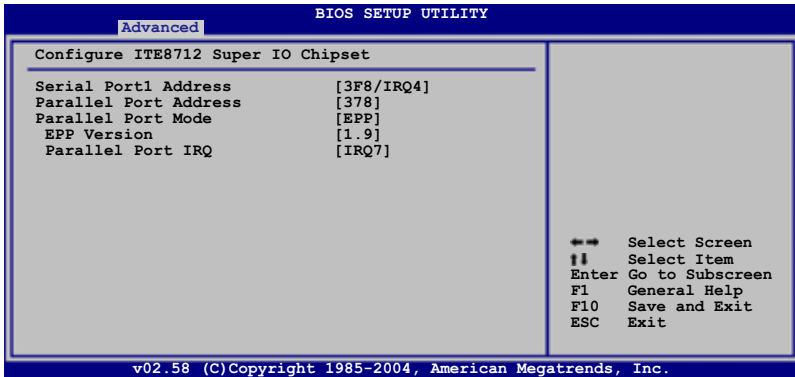 BIOS SETUP UTILITY
Advanced
Configure ITE8712 Super IO Chipset
Serial Port1 Address [3F8/IRQ4]
Parallel Port Address [378]
Parallel Port Mode [EPP]
EPP Version [1.9]
Parallel Port IRQ [IRQ7]
←→ Select Screen
↑↓ Select Item
Enter Go to Subscreen
F1 General Help
F10 Save and Exit
ESC Exit
v02.58 (C)Copyright 1985-2004, American Megatrends, Inc.